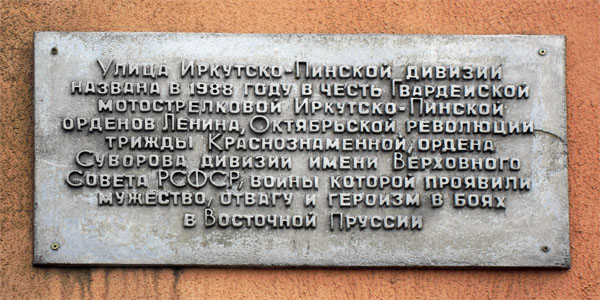 Улица Иркутско-Пинской дивизии
названа в 1988 году в честь Гвардейской
мотострелковой Иркутско-Пинской
орденов Ленина, Октябрьской революции
трижды Краснознаменной, ордена
Суворова дивизии имени Верховного
Совета РСФСР, воины которой проявили
мужество, отвагу и героизм в боях
в Восточной Пруссии